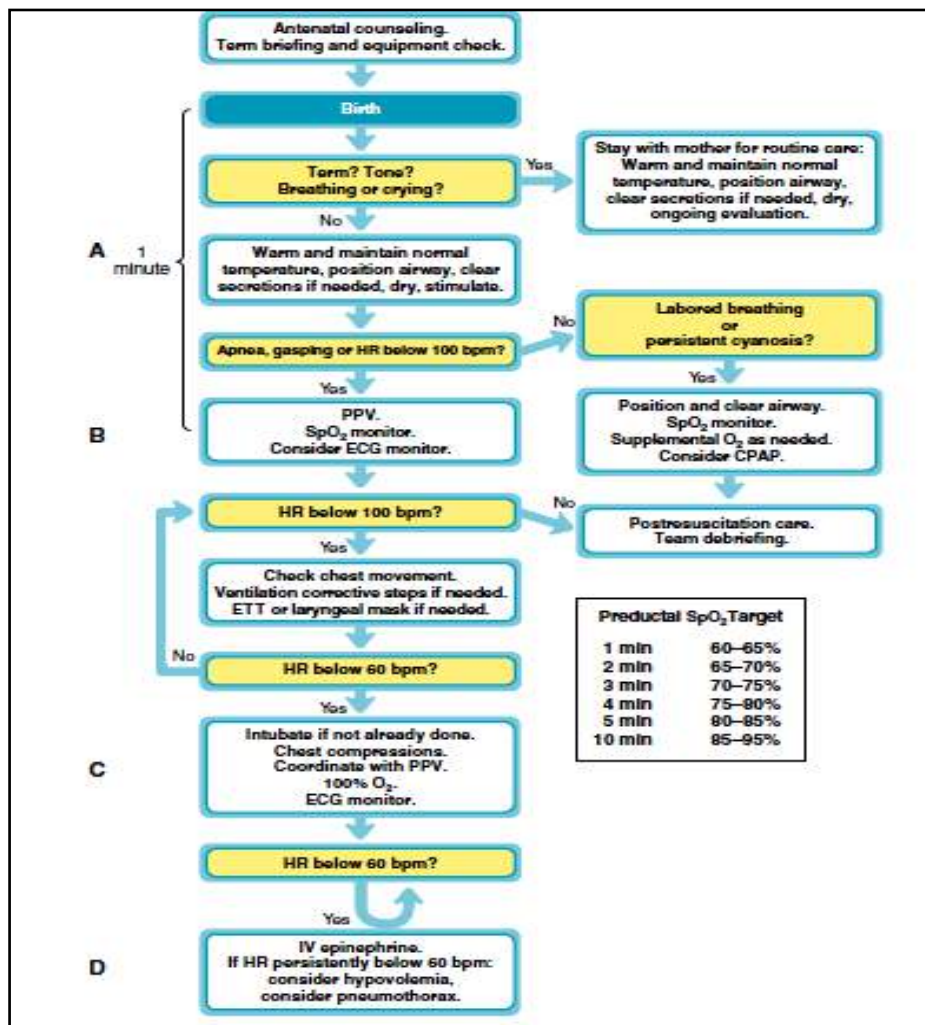 Antenatal counseling.
Term briefing and equipment check.
Birth
Term? Tone?
Breathing or crying?
Yes
Stay with mother for routine care:
Warm and maintain normal
temperature, position airway,
clear secretions if needed, dry,
ongoing evaluation.
No
A
1
minute
Warm and maintain normal
temperature, position airway, clear
secretions if needed, dry, stimulate.
Apnea, gasping or HR below 100 bpm?
No
Labored breathing
or
persistent cyanosis?
Yes
Yes
B
PPV.
SpO₂ monitor.
Consider ECG monitor.
Position and clear airway.
SpO₂ monitor.
Supplemental O₂ as needed.
Consider CPAP.
HR below 100 bpm?
No
Postresuscitation care.
Team debriefing.
Yes
Check chest movement.
Ventilation corrective steps if needed.
ETT or laryngeal mask if needed.
No
HR below 60 bpm?
Yes
Preductal SpO₂ Target
1 min 60–65%
2 min 65–70%
3 min 70–75%
4 min 75–80%
5 min 80–85%
10 min 85–95%
C
Intubate if not already done.
Chest compressions.
Coordinate with PPV.
100% O₂.
ECG monitor.
HR below 60 bpm?
Yes
D
IV epinephrine.
If HR persistently below 60 bpm:
consider hypovolemia,
consider pneumothorax.